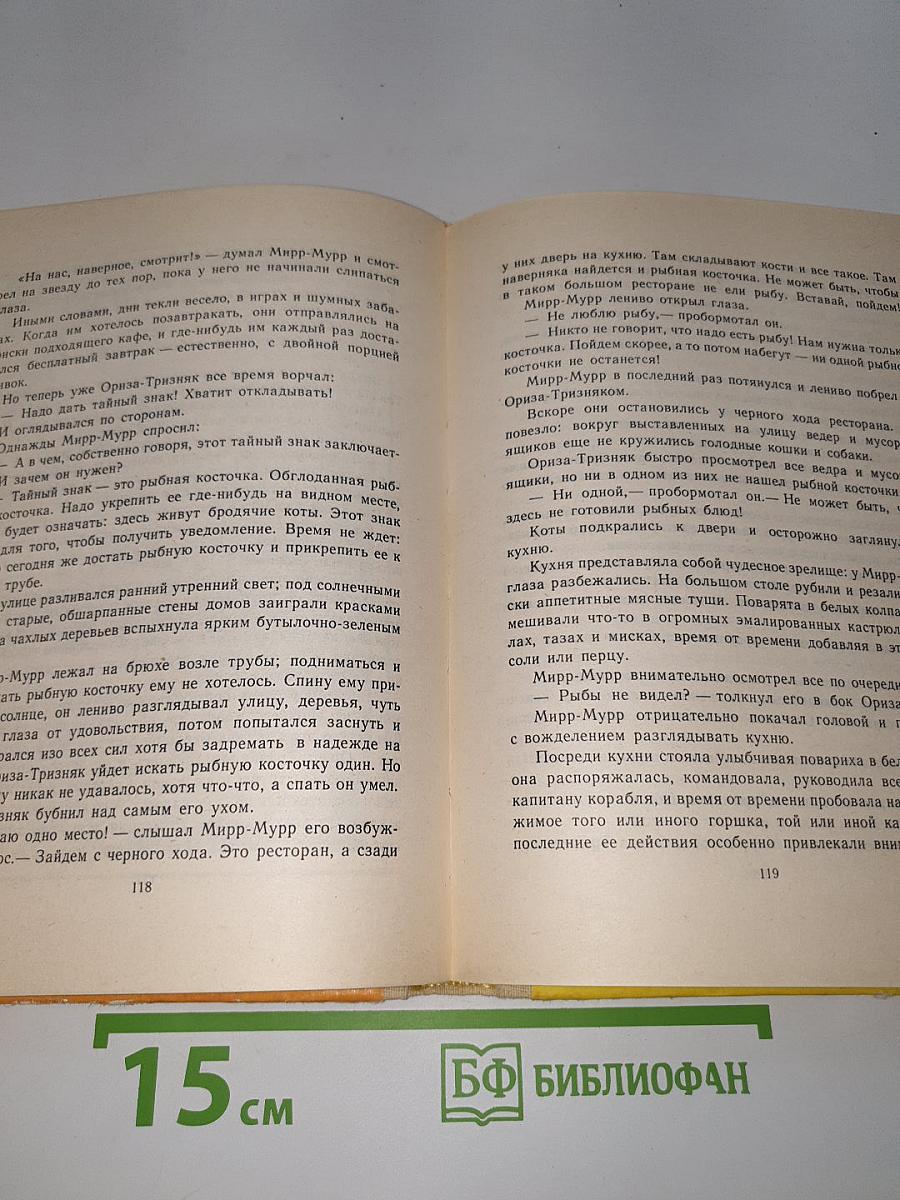 «На нас, наверное, смотрит!» — думал Мирр-Мурр и смот-
рел на звезду до тех пор, пока у него не начинали слипаться
глаза.
Иными словами, дни текли весело, в играх и шумных заба-
вах. Когда им хотелось позавтракать, они отправлялись на
поиски подходящего кафе, и где-нибудь им каждый раз доста-
вался бесплатный завтрак — естественно, с двойной порцией
сливок.
Но теперь уже Ориза-Тризняк все время ворчал:
— Надо дать тайный знак! Хватит откладывать!
И оглядывался по сторонам.
Однажды Мирр-Мурр спросил:
— А в чем, собственно говоря, этот тайный знак заключает-
И зачем он нужен?
— Тайный знак — это рыбная косточка. Обглоданная рыб-
косточка. Надо укрепить ее где-нибудь на видном месте,
будет означать: здесь живут бродячие коты. Этот знак
для того, чтобы получить уведомление. Время не ждет:
сегодня же достать рыбную косточку и прикрепить ее к
трубе.
улице разливался ранний утренний свет; под солнечными
старые, обшарпанные стены домов заиграли красками
чахлых деревьев вспыхнула ярким бутылочно-зеленым
р-Мурр лежал на брюхе возле трубы; подниматься и
ать рыбную косточку ему не хотелось. Спину ему при-
солнце, он лениво разглядывал улицу, деревья, чуть
глаза от удовольствия, потом попытался заснуть и
рался изо всех сил хотя бы задремать в надежде на
риза-Тризняк уйдет искать рыбную косточку один. Но
у никак не удавалось, хотя что-что, а спать он умел.
зняк бубнил над самым его ухом.
аю одно место! — слышал Мирр-Мурр его возбуж-
ос.— Зайдем с черного хода. Это ресторан, а сзади
118
у них дверь на кухню. Там складывают кости и все такое. Там
наверняка найдется и рыбная косточка. Не может быть, чтобы
в таком большом ресторане не ели рыбу. Вставай, пойдем!
Мирр-Мурр лениво открыл глаза.
— Не люблю рыбу,— пробормотал он.
— Никто не говорит, что надо есть рыбу! Нам нужна тольк
косточка. Пойдем скорее, а то потом набегут — ни одной рыбно
косточки не останется!
Мирр-Мурр в последний раз потянулся и лениво побрел
Ориза-Тризняком.
Вскоре они остановились у черного хода ресторана.
повезло: вокруг выставленных на улицу ведер и мусор
ящиков еще не кружились голодные кошки и собаки.
Ориза-Тризняк быстро просмотрел все ведра и мусо
ящики, но ни в одном из них не нашел рыбной косточки
— Ни одной,— пробормотал он.— Не может быть, ч
здесь не готовили рыбных блюд!
Коты подкрались к двери и осторожно загляну
кухню.
Кухня представляла собой чудесное зрелище: у Мирр-
глаза разбежались. На большом столе рубили и резали
ски аппетитные мясные туши. Поварята в белых колпа
мешивали что-то в огромных эмалированных кастрюл
лах, тазах и мисках, время от времени добавляя в эт
соли или перцу.
Мирр-Мурр внимательно осмотрел все по очереди
— Рыбы не видел? — толкнул его в бок Ориза
Мирр-Мурр отрицательно покачал головой и п
с вожделением разглядывать кухню.
Посреди кухни стояла улыбчивая повариха в бел
она распоряжалась, командовала, руководила все
капитану корабля, и время от времени пробовала на
жимое того или иного горшка, той или иной ка
последние ее действия особенно привлекали вним
119
15 см
БФ БИБЛИОФАН